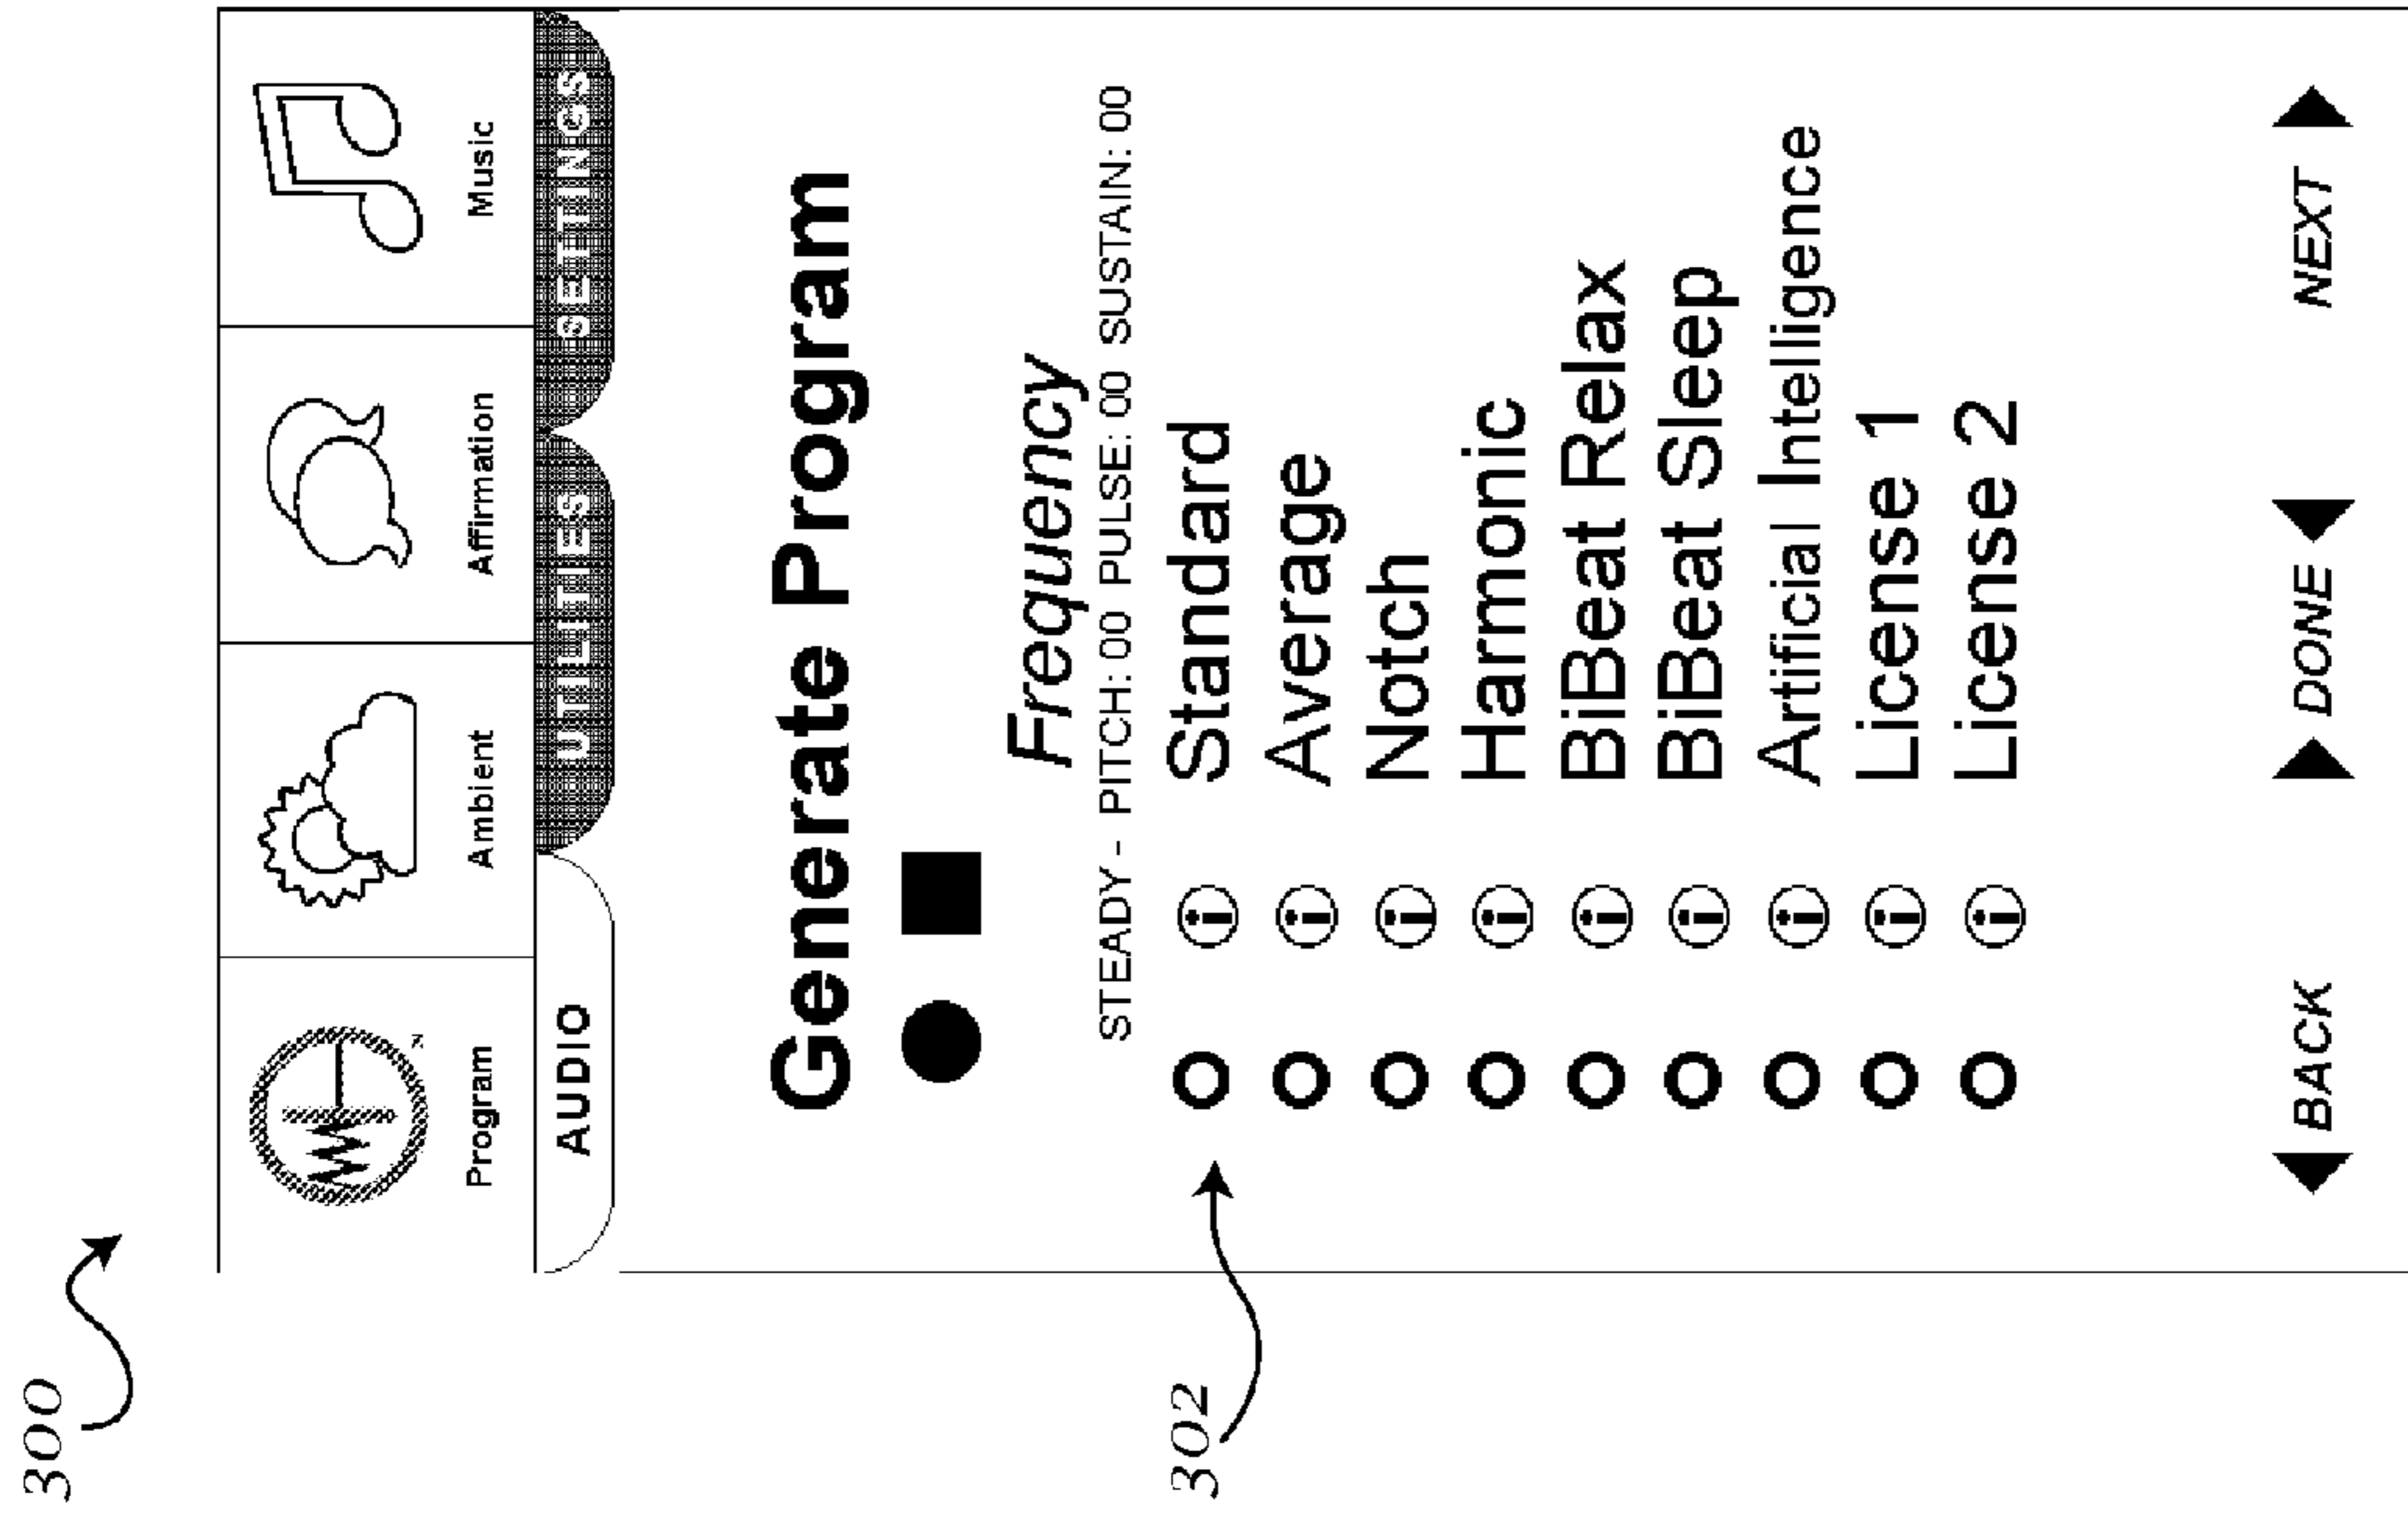 300
Program Ambient Affirmation Music
AUDIO UTILITIES SETTINGS
Generate Program
Frequency
STEADY - PITCH: 00 PULSE: 00 SUSTAIN: 00
302
i Standard
i Average
i Notch
i Harmonic
i BiBeat Relax
i BiBeat Sleep
i Artificial Intelligence
i License 1
i License 2
BACK DONE NEXT